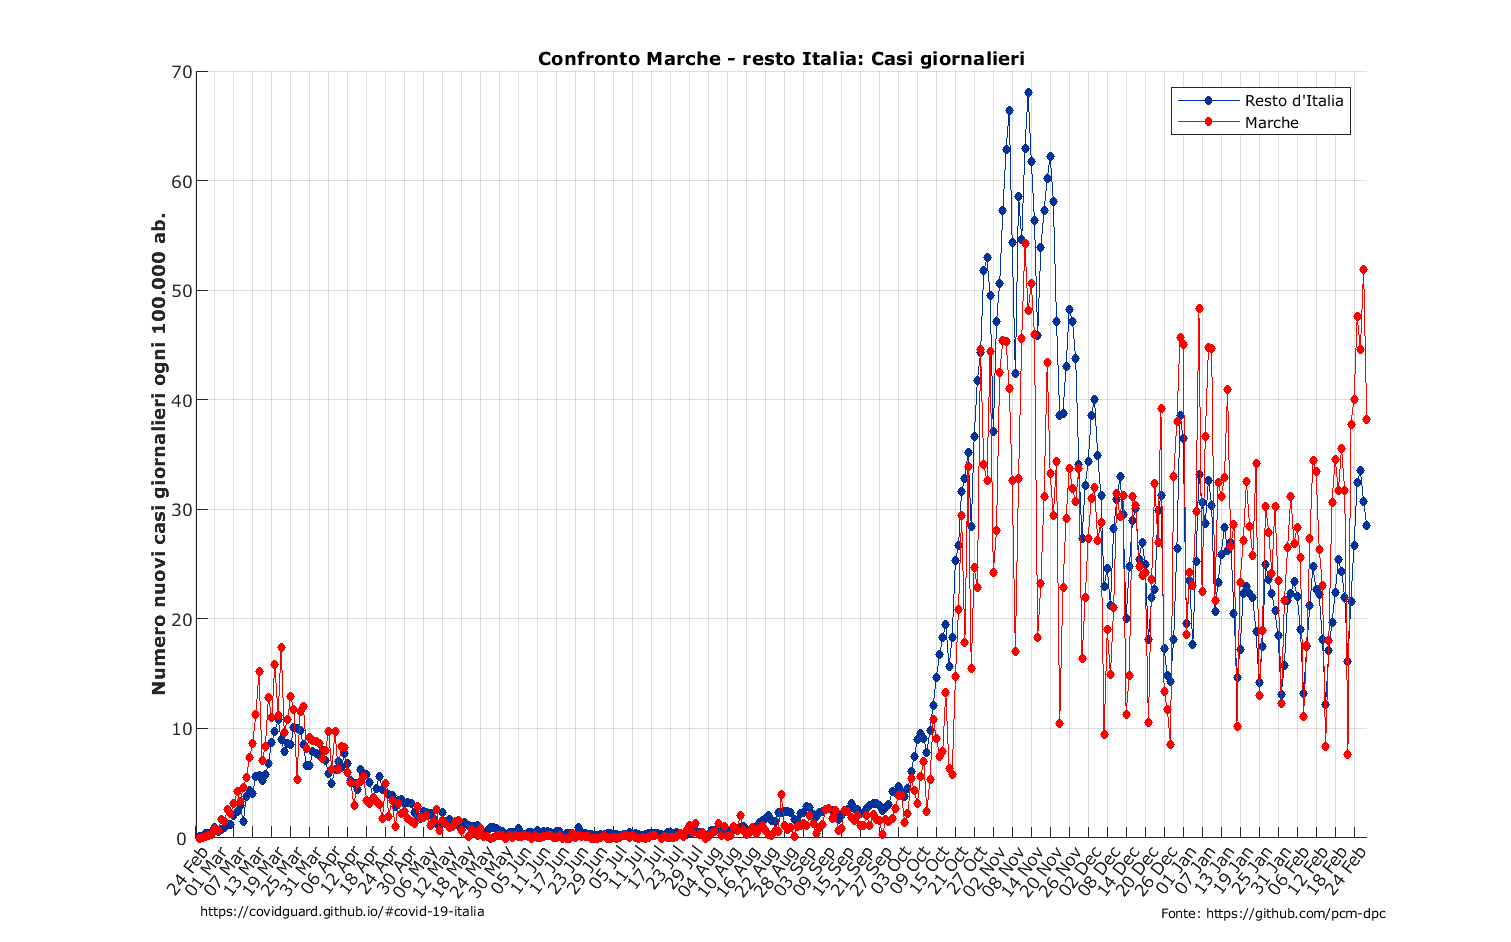 Confronto Marche - resto Italia: Casi giornalieri
Resto d'Italia
Marche
Numero nuovi casi giornalieri ogni 100.000 ab.
70
60
50
40
30
20
10
0
24 Feb
01 Mar
07 Mar
13 Mar
19 Mar
25 Mar
31 Mar
06 Apr
12 Apr
18 Apr
24 Apr
30 Apr
06 May
12 May
18 May
24 May
30 May
05 Jun
11 Jun
17 Jun
23 Jun
29 Jun
05 Jul
11 Jul
17 Jul
23 Jul
29 Jul
04 Aug
10 Aug
16 Aug
22 Aug
28 Aug
03 Sep
09 Sep
15 Sep
21 Sep
27 Sep
03 Oct
09 Oct
15 Oct
21 Oct
27 Oct
02 Nov
08 Nov
14 Nov
20 Nov
26 Nov
02 Dec
08 Dec
14 Dec
20 Dec
26 Dec
01 Jan
07 Jan
13 Jan
19 Jan
25 Jan
31 Jan
06 Feb
12 Feb
18 Feb
24 Feb
https://covidguard.github.io/#covid-19-italia
Fonte: https://github.com/pcm-dpc